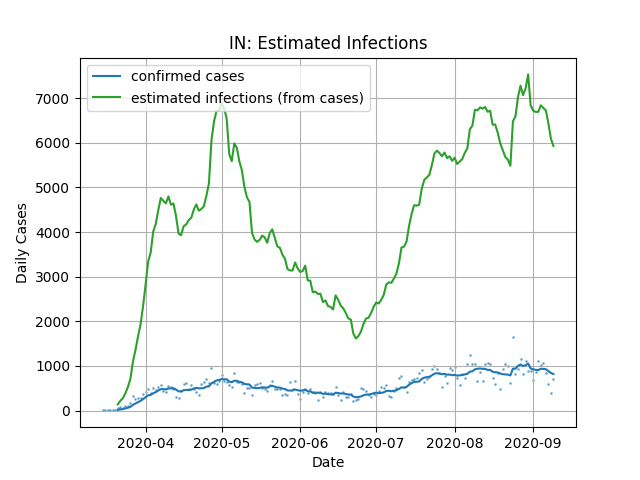 IN: Estimated Infections
confirmed cases
estimated infections (from cases)
Daily Cases
7000
6000
5000
4000
3000
2000
1000
0
2020-04 2020-05 2020-06 2020-07 2020-08 2020-09
Date